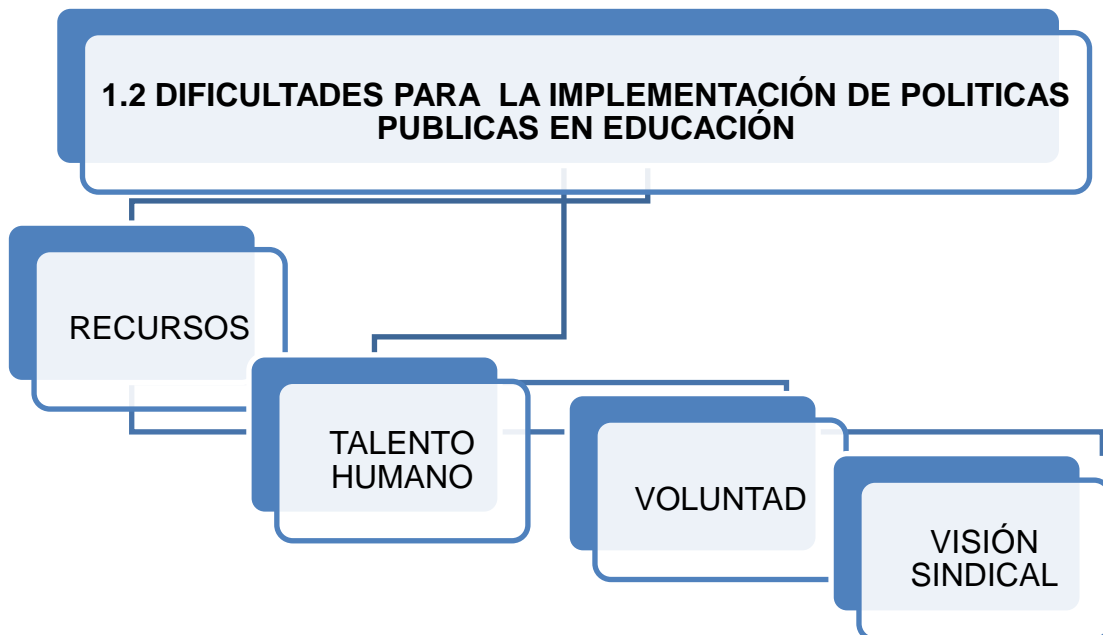 1.2 DIFICULTADES PARA LA IMPLEMENTACIÓN DE POLITICAS
PUBLICAS EN EDUCACIÓN
RECURSOS
TALENTO
HUMANO
VOLUNTAD
VISIÓN
SINDICAL